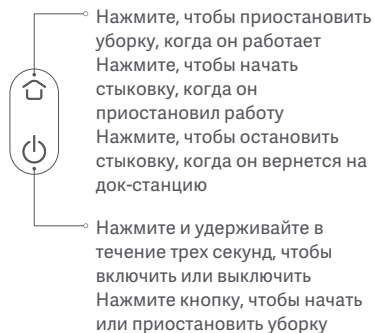 Нажмите, чтобы приостановить
уборку, когда он работает
Нажмите, чтобы начать
стыковку, когда он
приостановил работу
Нажмите, чтобы остановить
стыковку, когда он вернется на
док-станцию
Нажмите и удерживайте в
течение трех секунд, чтобы
включить или выключить
Нажмите кнопку, чтобы начать
или приостановить уборку